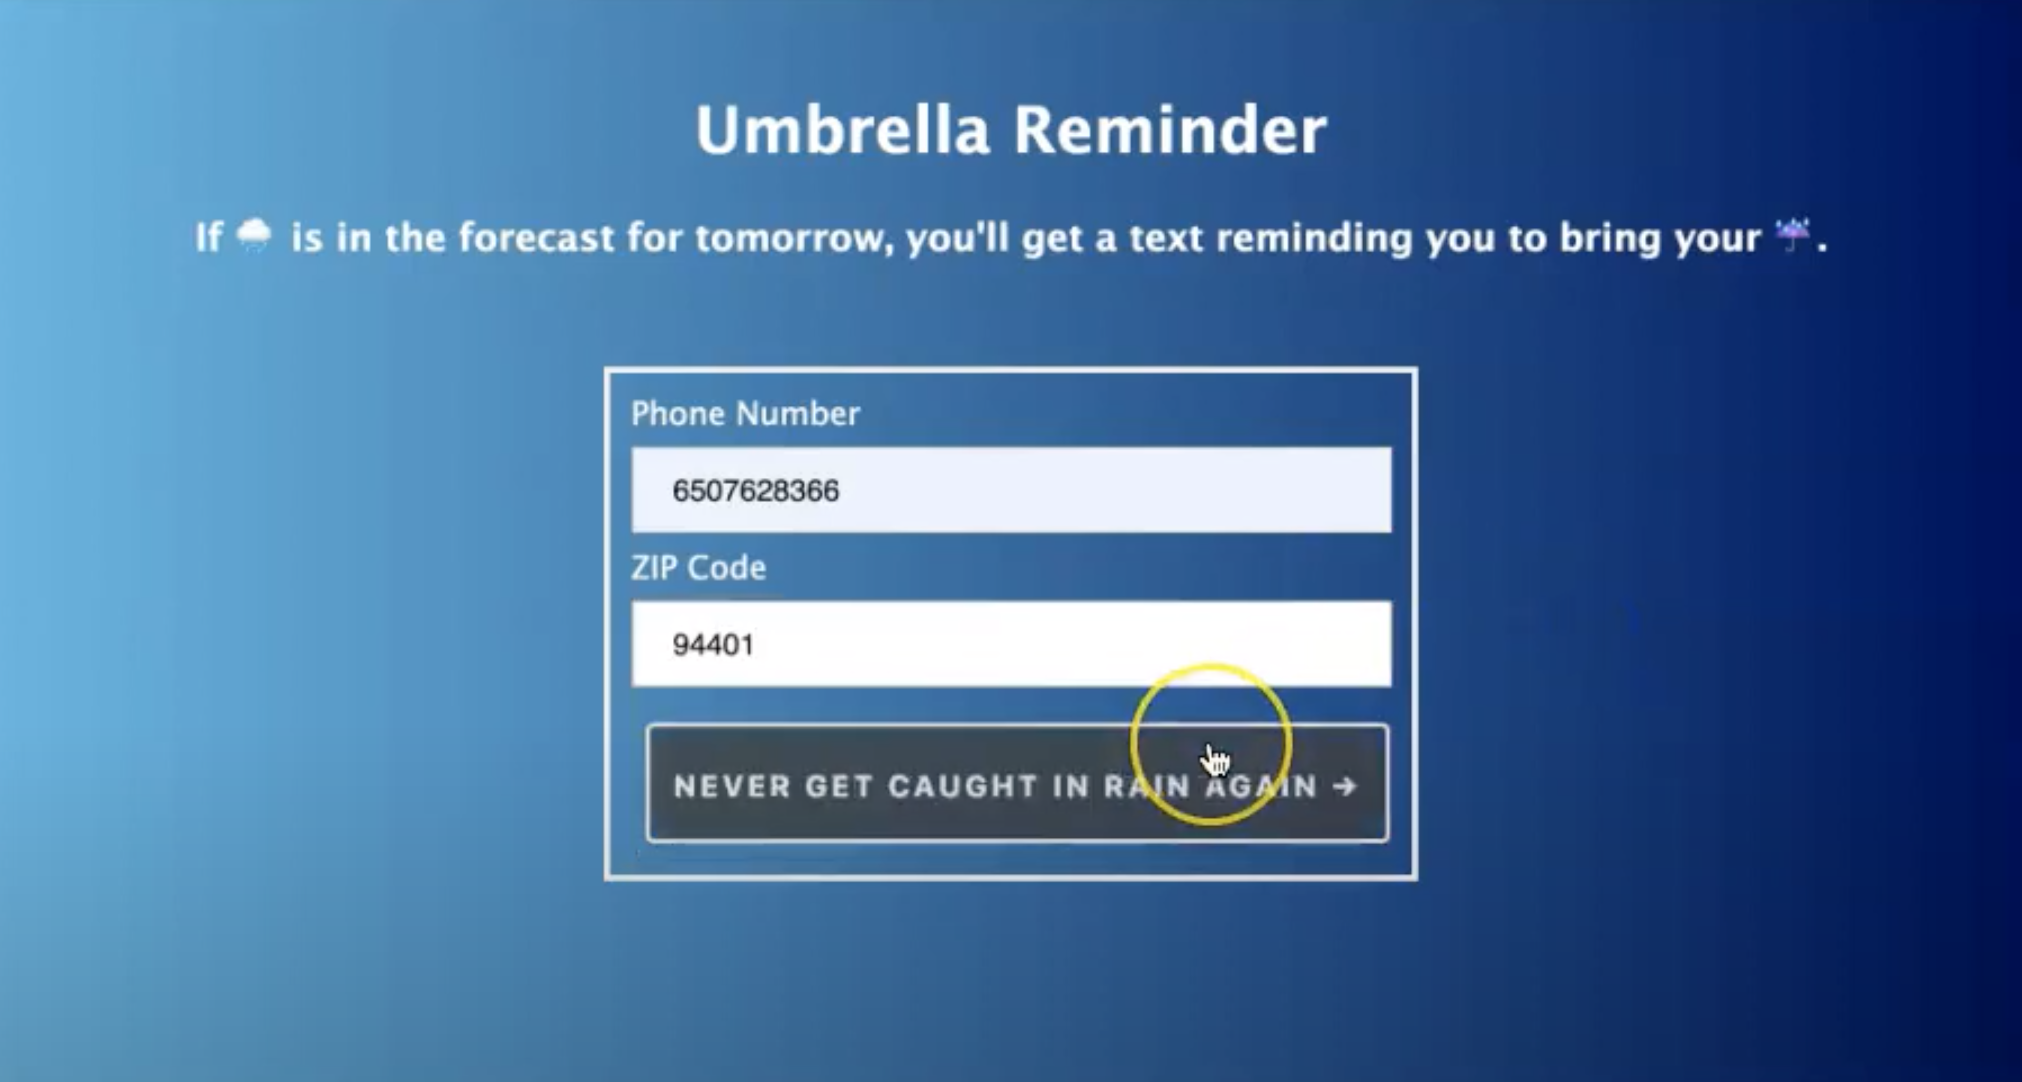 Umbrella Reminder
If 🌧 is in the forecast for tomorrow, you'll get a text reminding you to bring your ☔.
Phone Number
6507628366
ZIP Code
94401
NEVER GET CAUGHT IN RAIN AGAIN →